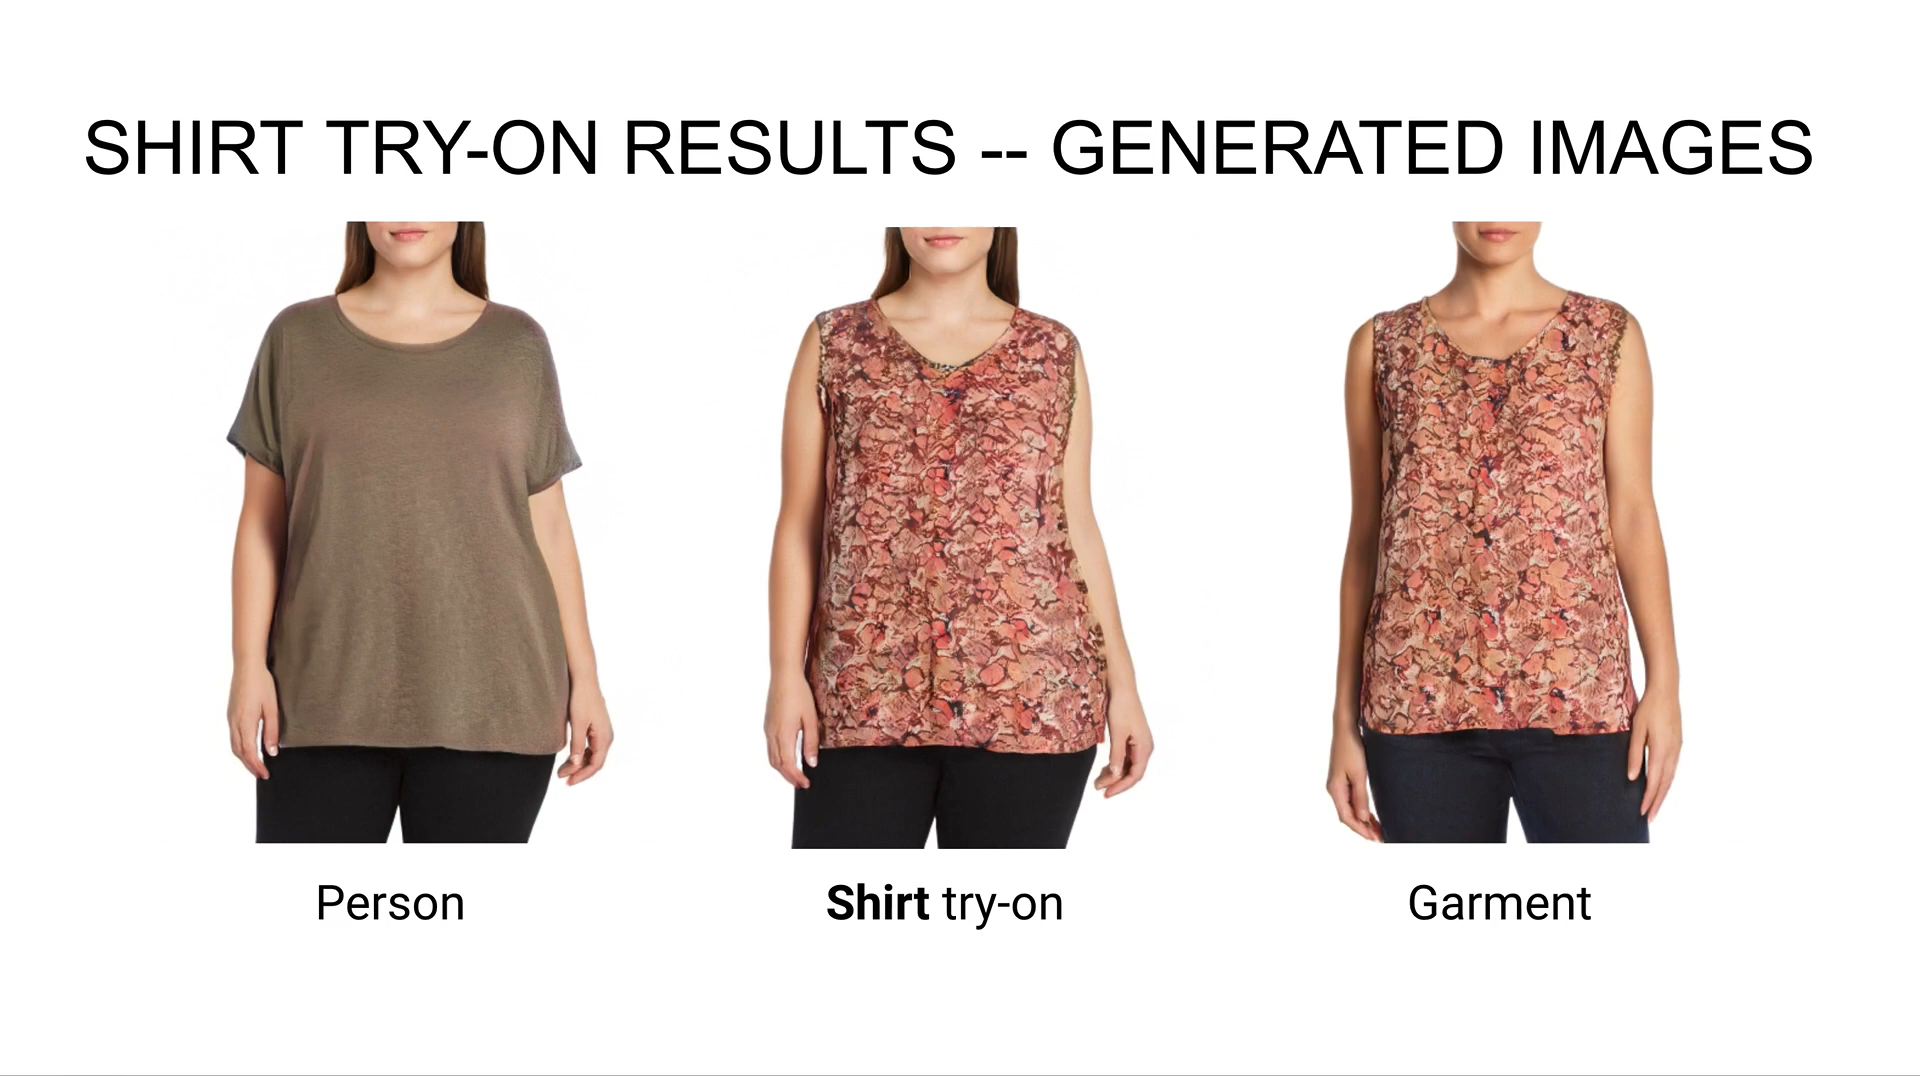 SHIRT TRY-ON RESULTS -- GENERATED IMAGES
Person
Shirt try-on
Garment